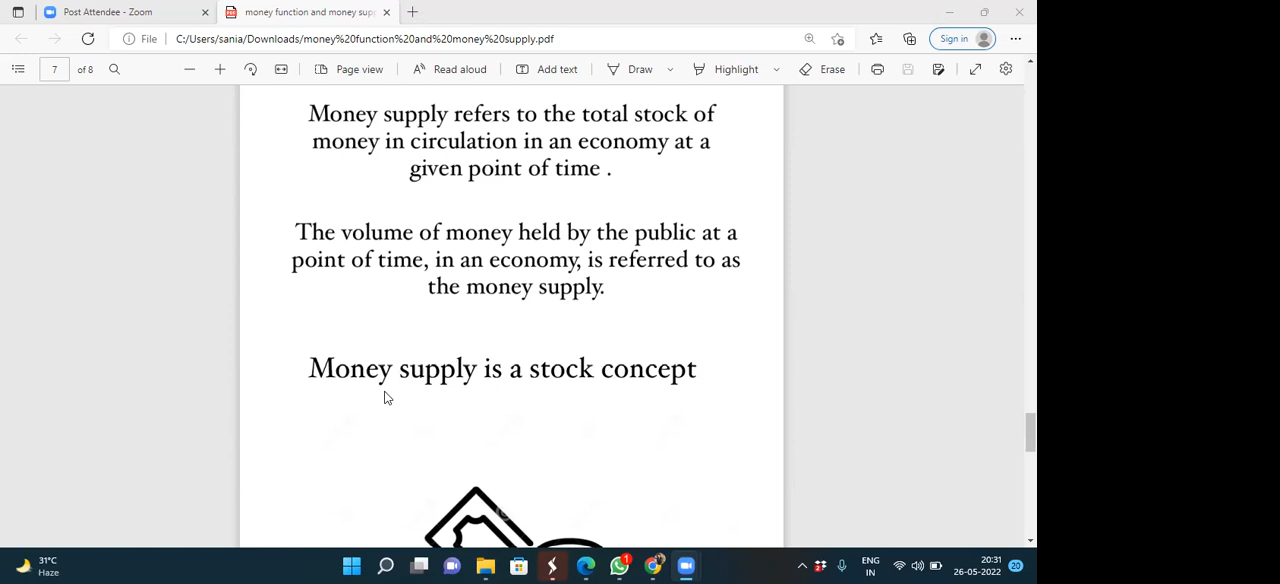 Post Attendee - Zoom
money function and money supp
File
C:/Users/sania/Downloads/money%20function%20and%20money%20supply.pdf
Sign in
7 of 8
Page view
Read aloud
Add text
Draw
Highlight
Erase
Money supply refers to the total stock of
money in circulation in an economy at a
given point of time .
The volume of money held by the public at a
point of time, in an economy, is referred to as
the money supply.
Money supply is a stock concept
31°C
Haze
1
ENG
IN
20:31
26-05-2022
20